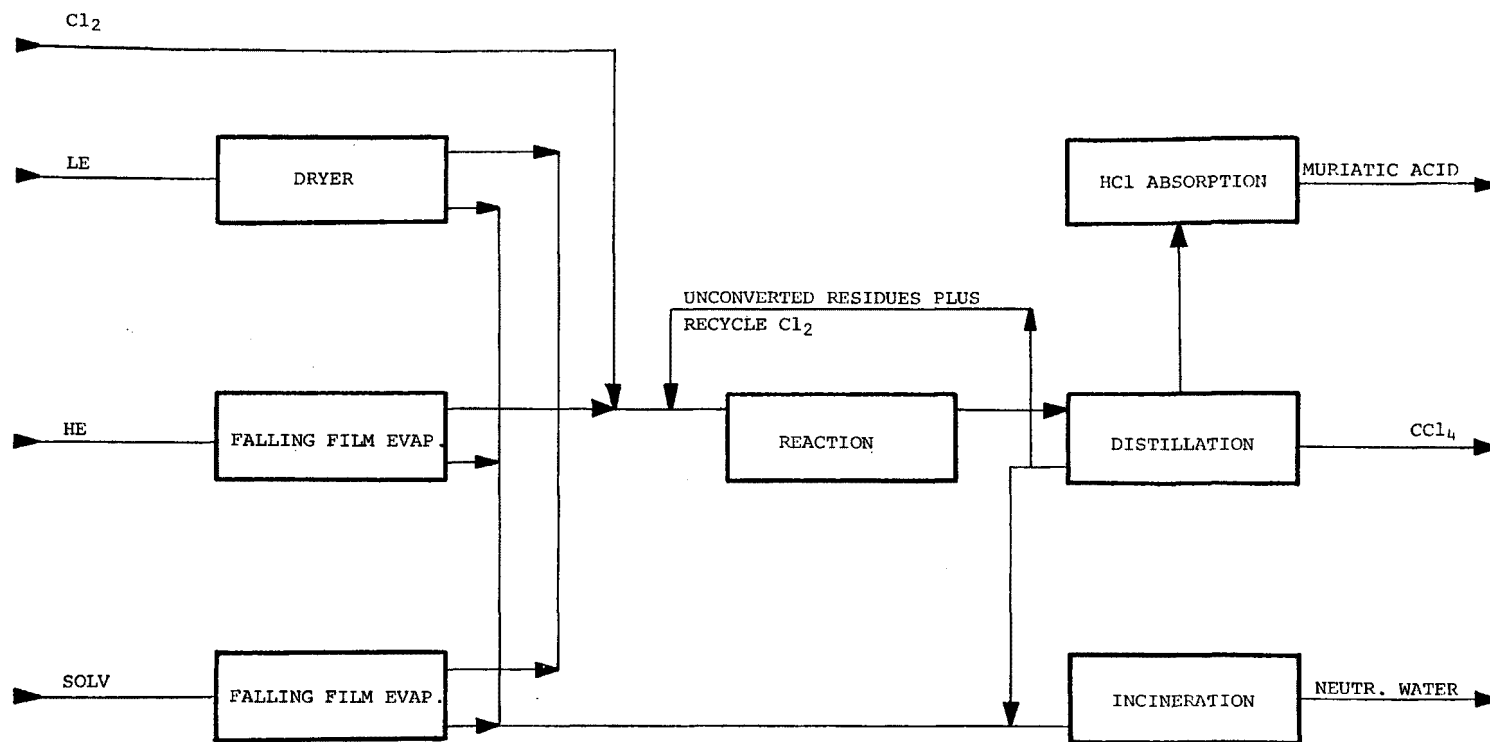 Cl₂
LE
DRYER
HCl ABSORPTION
MURIATIC ACID
UNCONVERTED RESIDUES PLUS
RECYCLE Cl₂
HE
FALLING FILM EVAP.
REACTION
DISTILLATION
CCl₄
SOLV
FALLING FILM EVAP.
INCINERATION
NEUTR. WATER